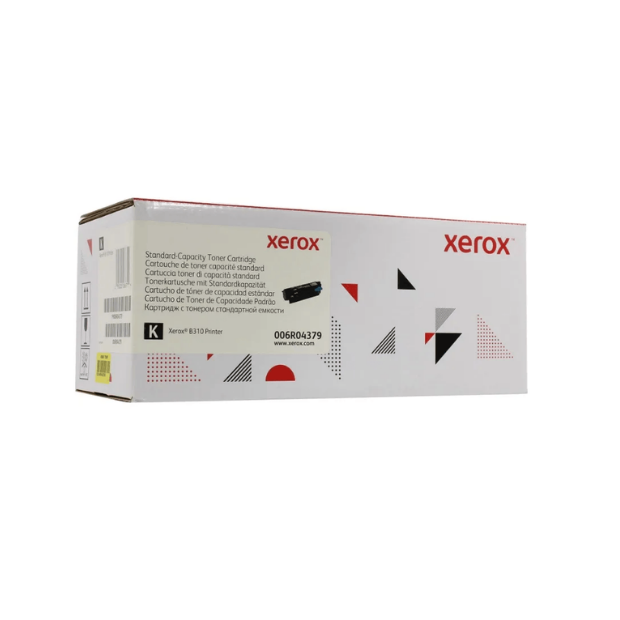 xerox™
Standard-Capacity Toner Cartridge
Cartouche de toner capacité standard
Cartuccia toner di capacità standard
Tonerkartusche mit Standardkapazität
Cartucho de tóner de capacidad estándar
Cartucho de Toner de Capacidade Padrão
Картридж с тонером стандартной емкости
K
Xerox® B310 Printer
006R04379
www.xerox.com
xerox™